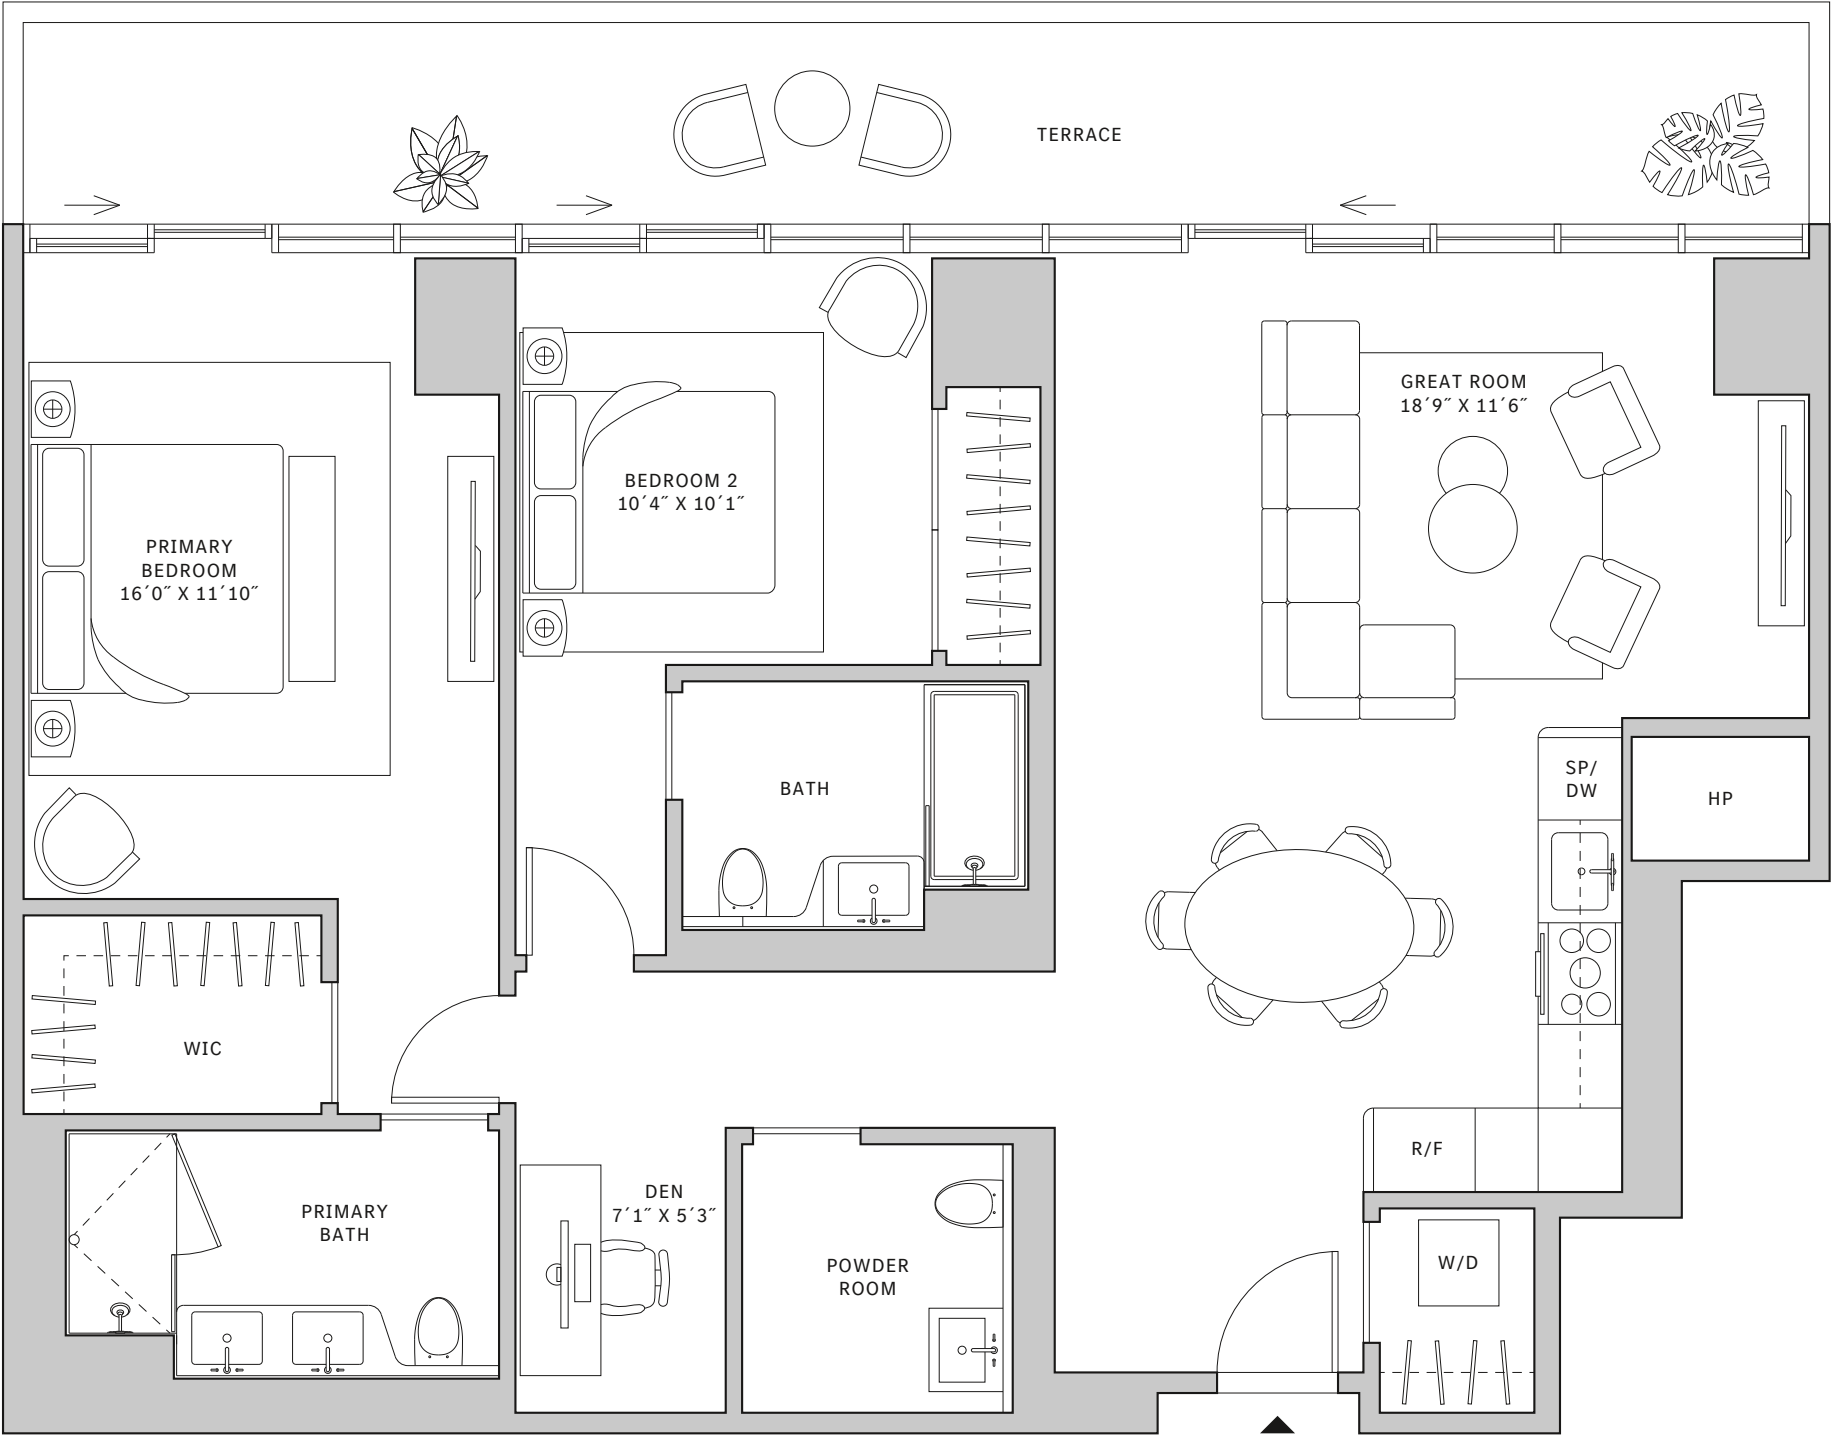 TERRACE
GREAT ROOM
18´9˝ X 11´6˝
BEDROOM 2
10´4˝ X 10´1˝
PRIMARY
BEDROOM
16´0˝ X 11´10˝
SP/
DW
HP
BATH
WIC
R/F
DEN
7´1˝ X 5´3˝
PRIMARY
BATH
POWDER
ROOM
W/D